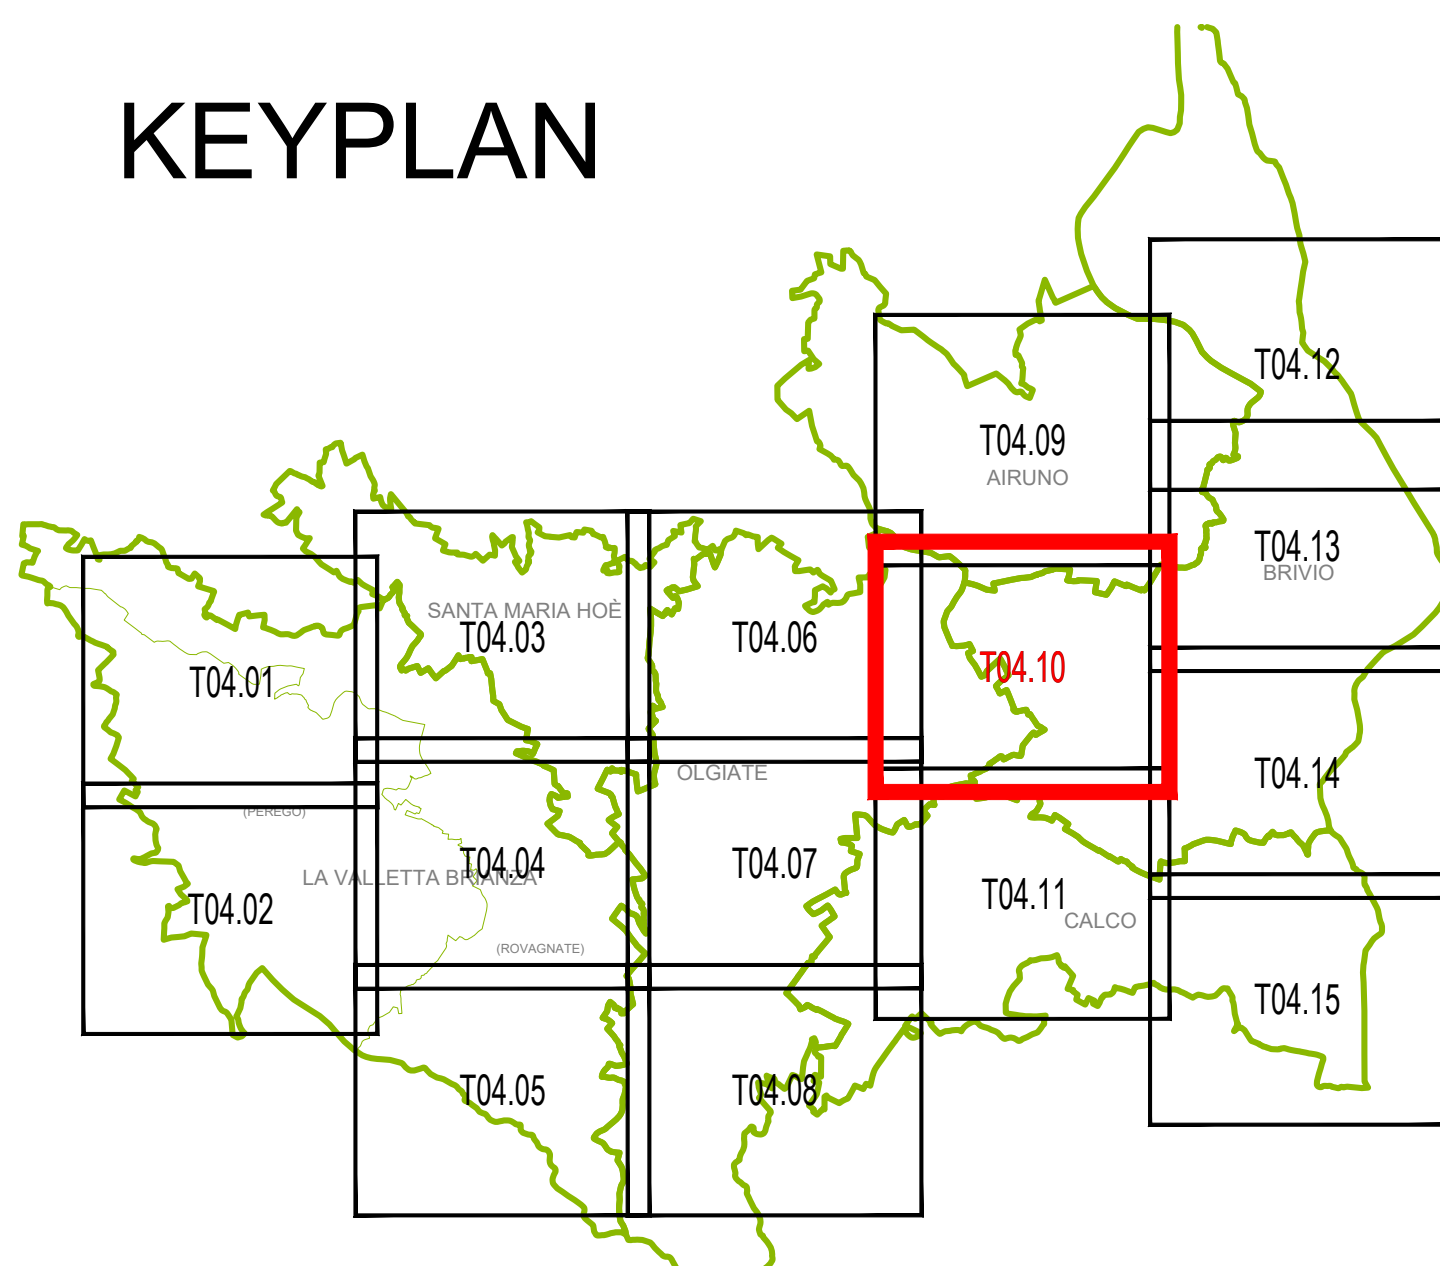 KEYPLAN
T04.12
T04.09
AIRUNO
T04.13
BRIVIO
SANTA MARIA HOÈ
T04.03
T04.06
T04.10
T04.01
OLGIATE
T04.14
(PEREGO)
T04.04
LA VALLETTA BRIANZA
T04.07
T04.02
T04.11
CALCO
(ROVAGNATE)
T04.15
T04.05
T04.08